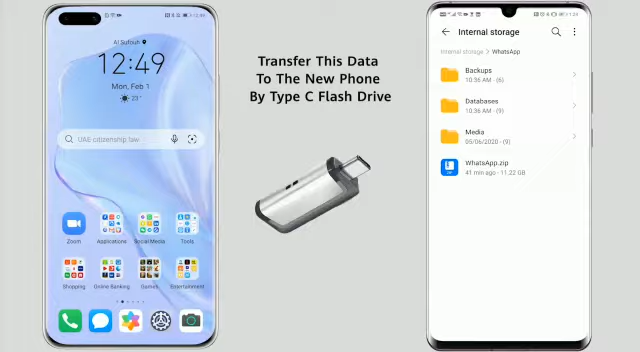 Al Sufouh
12:49
Mon, Feb 1
23°
UAE citizenship law
Zoom
Applications
Social Media
Tools
Shopping
Online Banking
Games
Entertainment
Transfer This Data
To The New Phone
By Type C Flash Drive
Internal storage
Internal storage > WhatsApp
Backups
10:36 AM - (6)
Databases
10:36 AM - (9)
Media
05/06/2020 - (9)
WhatsApp.zip
41 min ago - 11.22 GB